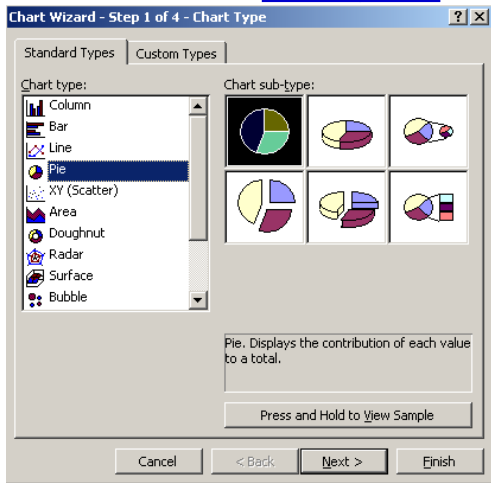 Chart Wizard - Step 1 of 4 - Chart Type
Standard Types
Custom Types
Chart type:
Column
Bar
Line
Pie
XY (Scatter)
Area
Doughnut
Radar
Surface
Bubble
Chart sub-type:
Pie. Displays the contribution of each value
to a total.
Press and Hold to View Sample
Cancel
< Back
Next >
Finish